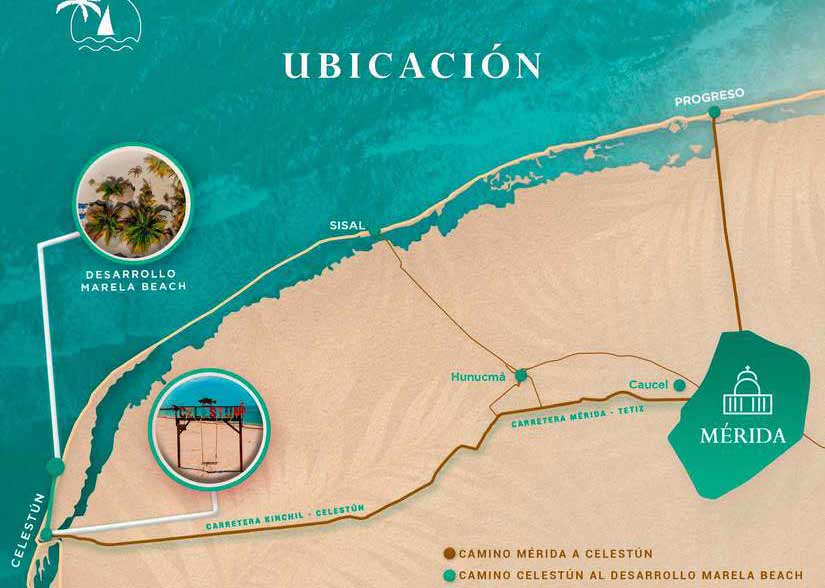 UBICACIÓN
PROGRESO
SISAL
DESARROLLO
MARELA BEACH
Hunucmá
Caucel
CARRETERA MÉRIDA - TETIZ
MÉRIDA
CELESTÚN
CARRETERA KINCHIL - CELESTÚN
CAMINO MÉRIDA A CELESTÚN
CAMINO CELESTÚN AL DESARROLLO MARELA BEACH